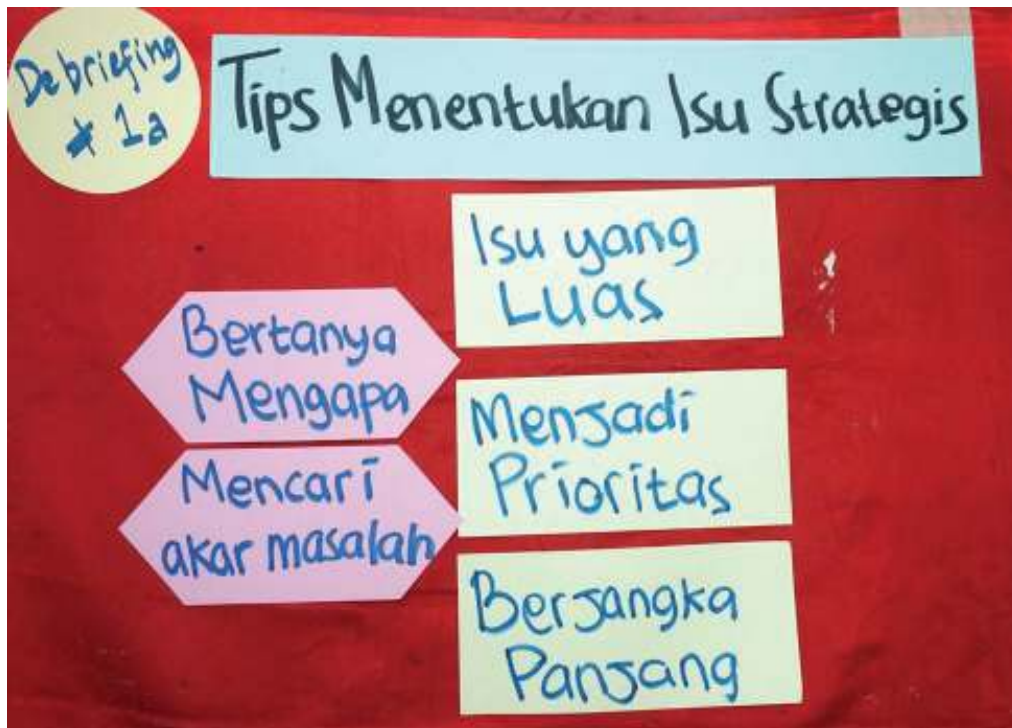 Debriefing
* 1a
Tips Menentukan Isu Strategis
Isu yang
Luas
Bertanya
Mengapa
Menjadi
Prioritas
Mencari
akar masalah
Berjangka
Panjang